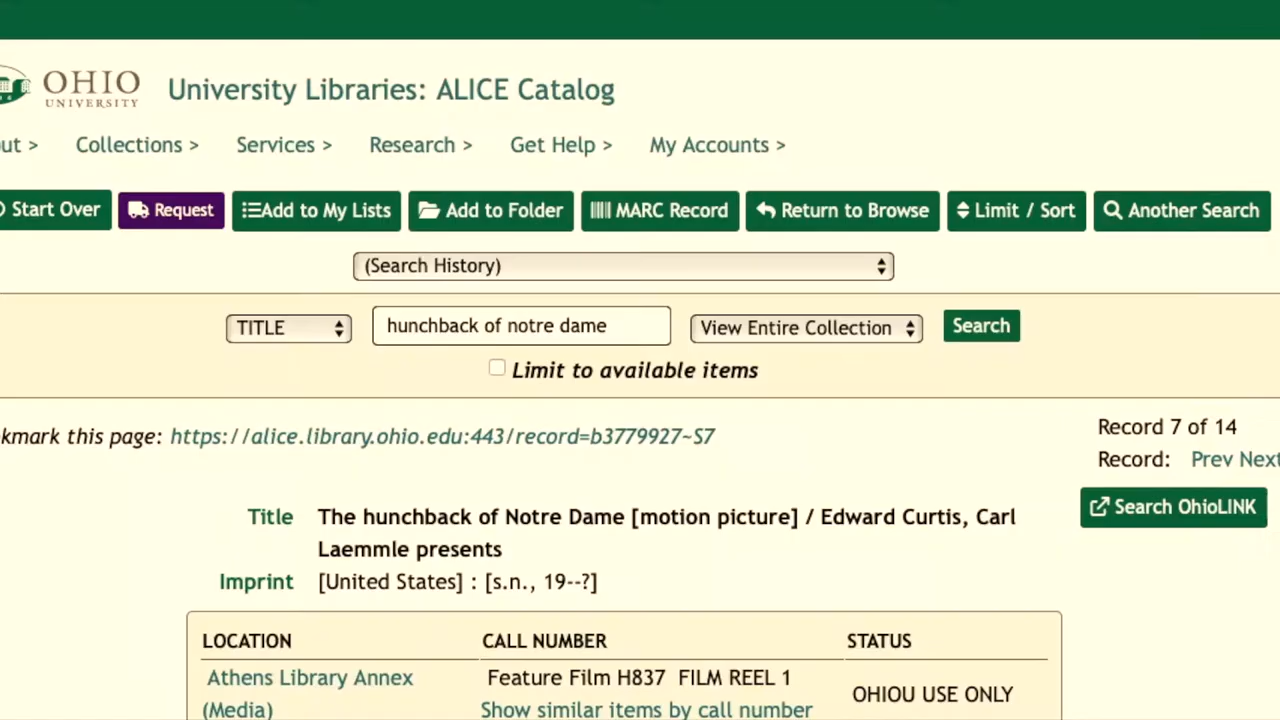 OHIO
UNIVERSITY
University Libraries: ALICE Catalog
out > Collections > Services > Research > Get Help > My Accounts >
Start Over Request Add to My Lists Add to Folder MARC Record Return to Browse Limit / Sort Another Search
(Search History)
TITLE hunchback of notre dame View Entire Collection Search
Limit to available items
kmark this page: https://alice.library.ohio.edu:443/record=b3779927~S7
Record 7 of 14
Record: Prev Next
Search OhioLINK
Title The hunchback of Notre Dame [motion picture] / Edward Curtis, Carl
Laemmle presents
Imprint [United States] : [s.n., 19--?]
LOCATION CALL NUMBER STATUS
Athens Library Annex Feature Film H837 FILM REEL 1
OHIOU USE ONLY
(Media) Show similar items by call number